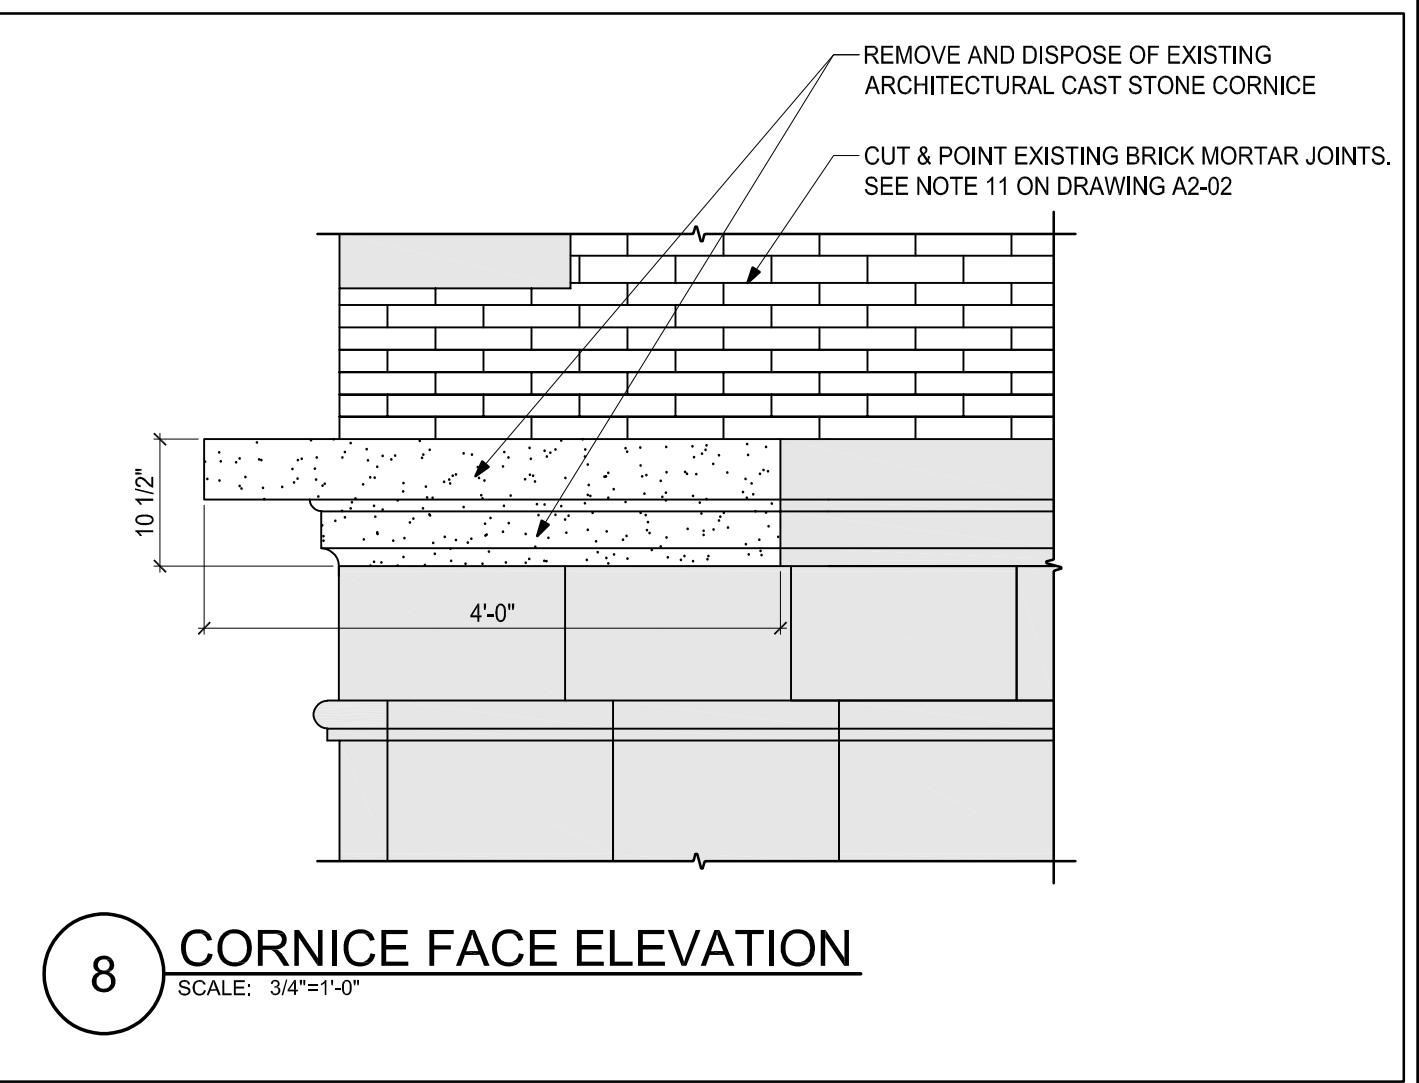 REMOVE AND DISPOSE OF EXISTING
ARCHITECTURAL CAST STONE CORNICE
CUT & POINT EXISTING BRICK MORTAR JOINTS.
SEE NOTE 11 ON DRAWING A2-02
10 1/2"
4'-0"
8
CORNICE FACE ELEVATION
SCALE: 3/4"=1'-0"